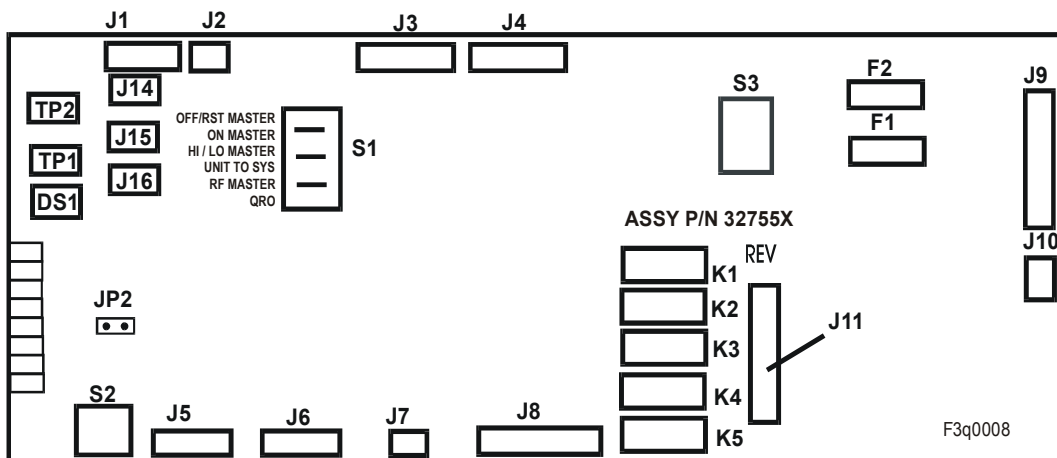 J1
J2
J3
J4
J14
TP2
J15
TP1
J16
DS1
OFF/RST MASTER
ON MASTER
HI / LO MASTER
UNIT TO SYS
RF MASTER
QRO
S1
S3
F2
F1
J9
J10
ASSY P/N 32755X
REV
K1
K2
K3
K4
K5
J11
JP2
S2
J5
J6
J7
J8
F3q0008